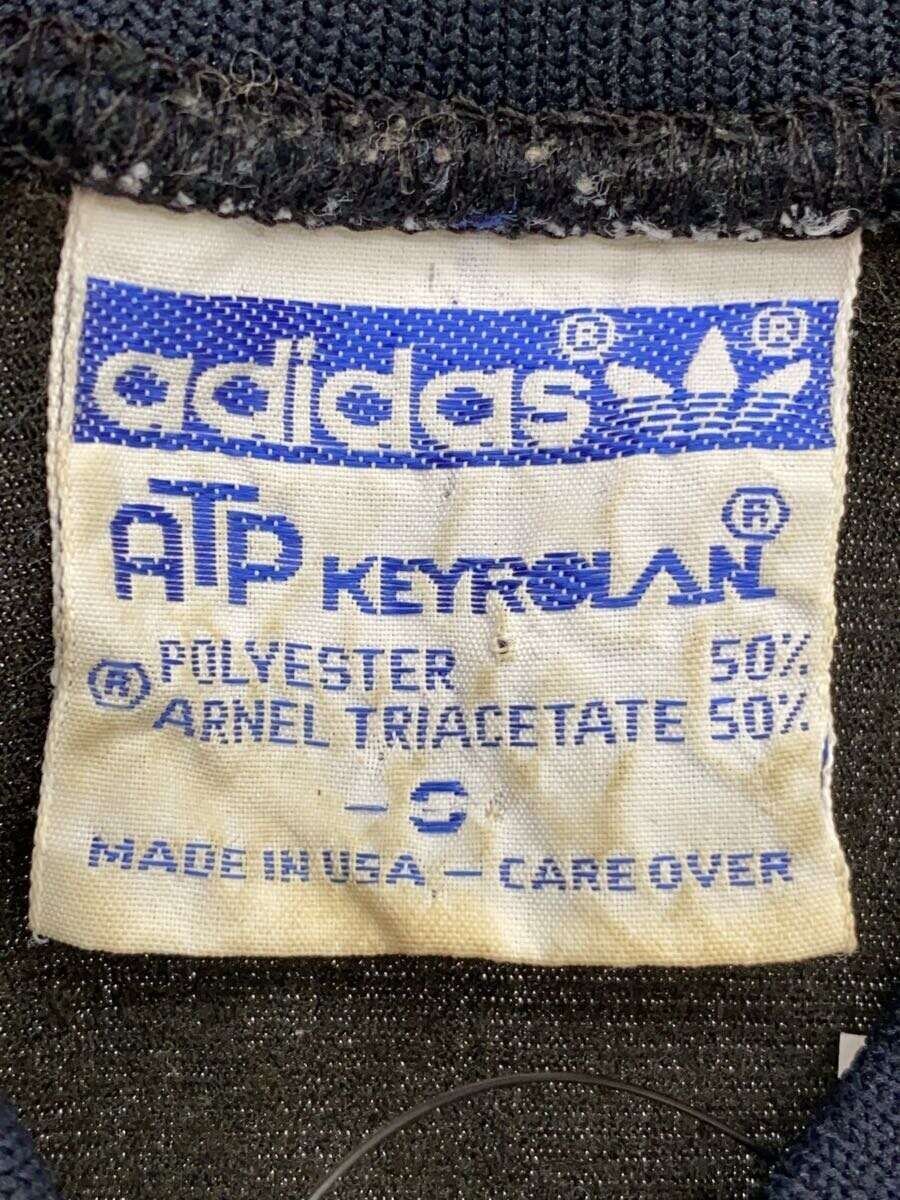 adidas® ®
ATP KEYROLAN®
POLYESTER 50%
® ARNEL TRIACETATE 50%
- S
MADE IN USA - CARE OVER